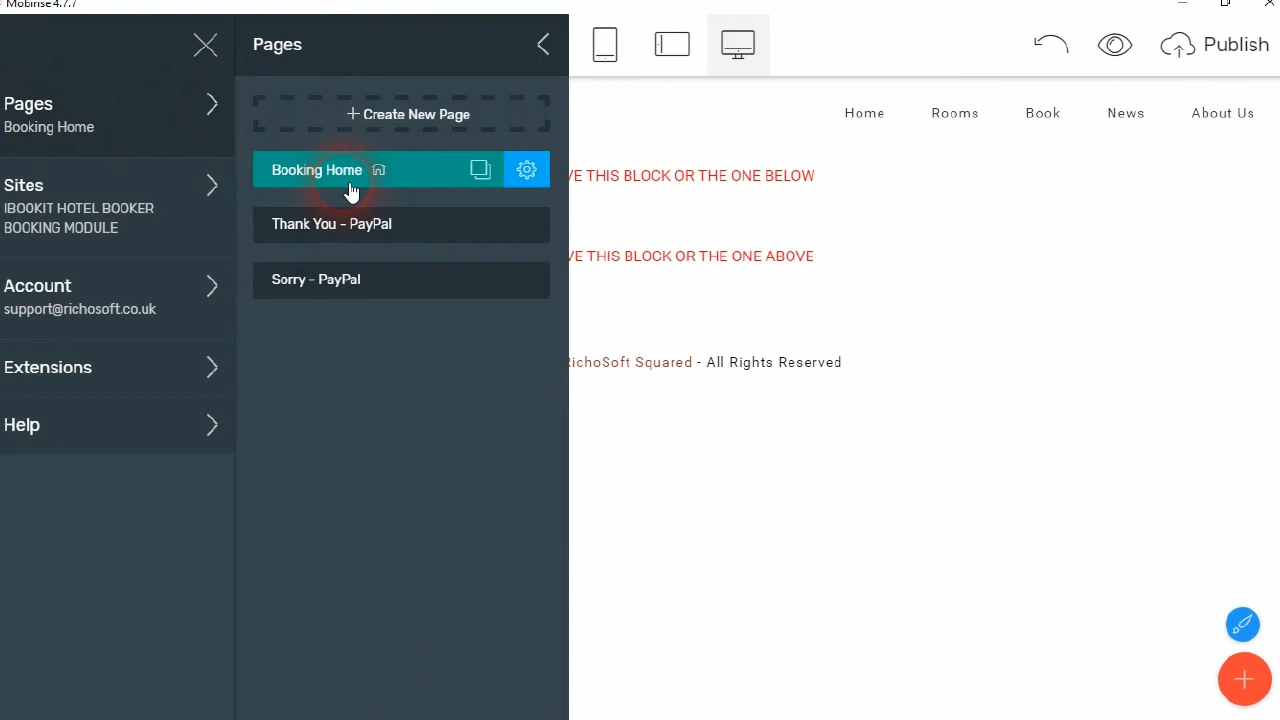 Mobirise 4.7.7
Pages
Booking Home
Sites
IBOOKIT HOTEL BOOKER
BOOKING MODULE
Account
support@richosoft.co.uk
Extensions
Help
Pages
+ Create New Page
Booking Home
Thank You - PayPal
Sorry - PayPal
Publish
Home Rooms Book News About Us
VE THIS BLOCK OR THE ONE BELOW
VE THIS BLOCK OR THE ONE ABOVE
RichoSoft Squared - All Rights Reserved